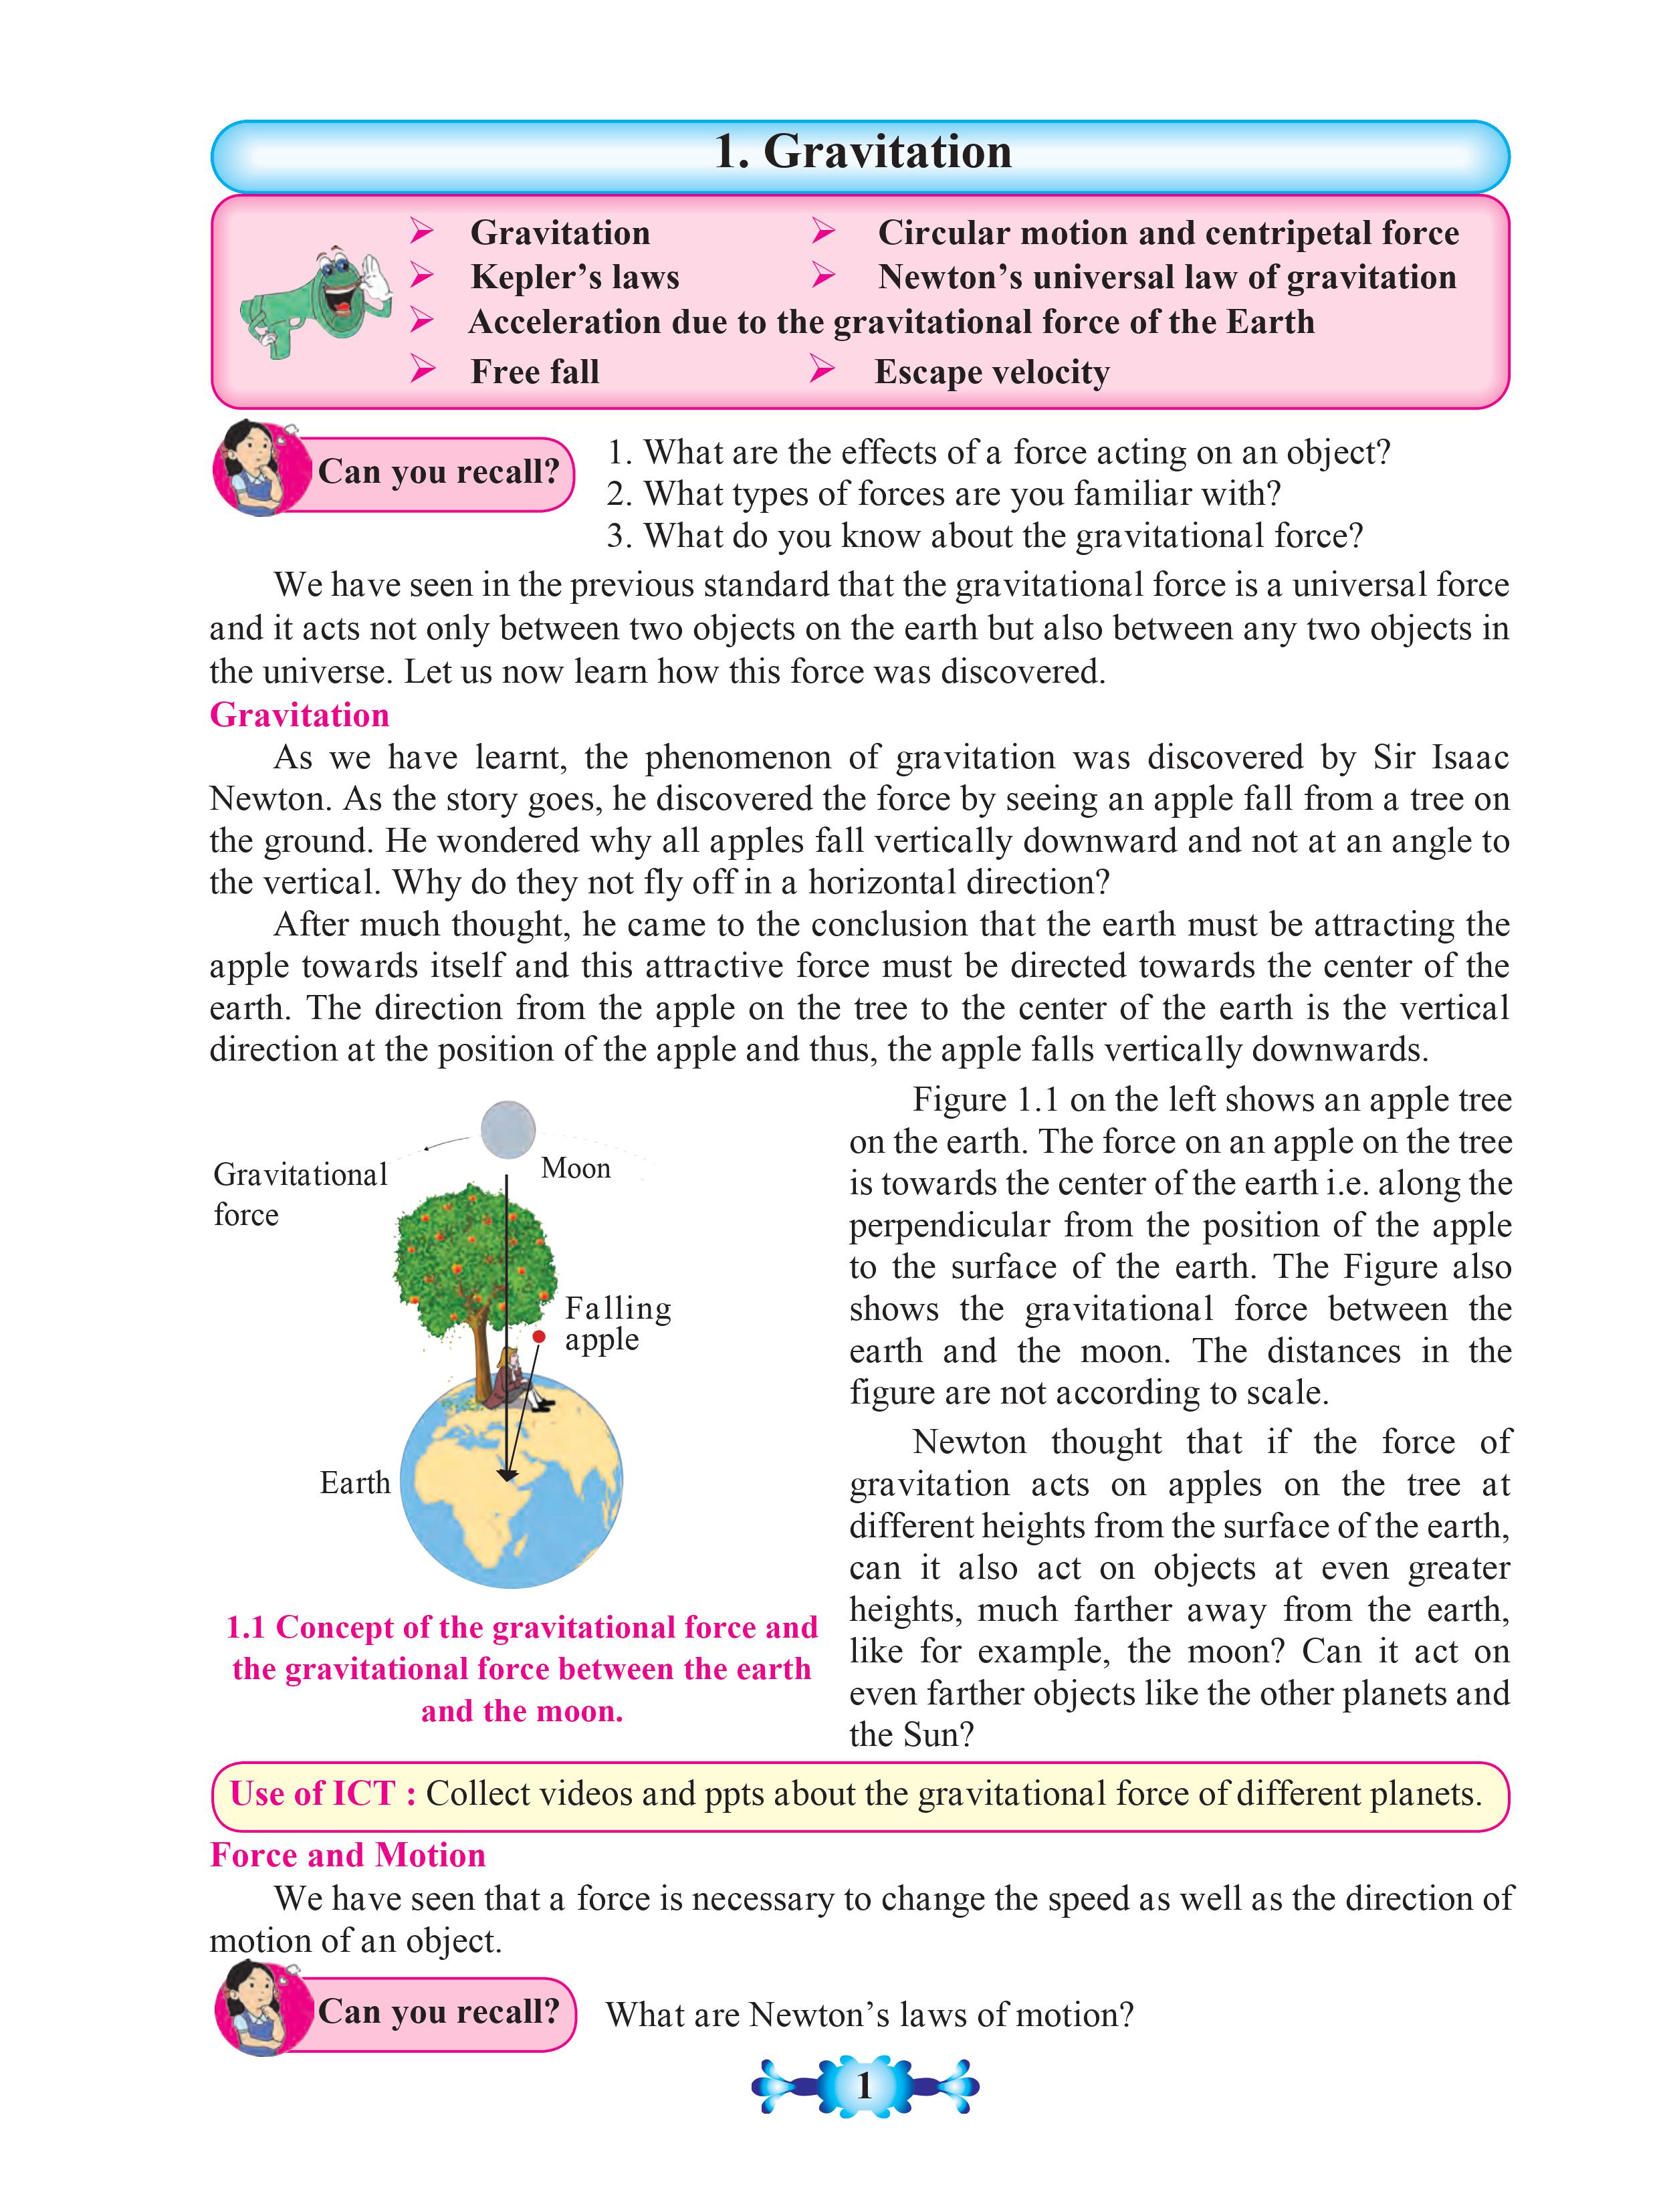 1. Gravitation
➢ Gravitation ➢ Circular motion and centripetal force
➢ Kepler’s laws ➢ Newton’s universal law of gravitation
➢ Acceleration due to the gravitational force of the Earth
➢ Free fall ➢ Escape velocity
Can you recall?
1. What are the effects of a force acting on an object?
2. What types of forces are you familiar with?
3. What do you know about the gravitational force?
We have seen in the previous standard that the gravitational force is a universal force
and it acts not only between two objects on the earth but also between any two objects in
the universe. Let us now learn how this force was discovered.
Gravitation
As we have learnt, the phenomenon of gravitation was discovered by Sir Isaac
Newton. As the story goes, he discovered the force by seeing an apple fall from a tree on
the ground. He wondered why all apples fall vertically downward and not at an angle to
the vertical. Why do they not fly off in a horizontal direction?
After much thought, he came to the conclusion that the earth must be attracting the
apple towards itself and this attractive force must be directed towards the center of the
earth. The direction from the apple on the tree to the center of the earth is the vertical
direction at the position of the apple and thus, the apple falls vertically downwards.
Gravitational
force
Moon
Falling
apple
Earth
1.1 Concept of the gravitational force and
the gravitational force between the earth
and the moon.
Figure 1.1 on the left shows an apple tree
on the earth. The force on an apple on the tree
is towards the center of the earth i.e. along the
perpendicular from the position of the apple
to the surface of the earth. The Figure also
shows the gravitational force between the
earth and the moon. The distances in the
figure are not according to scale.
Newton thought that if the force of
gravitation acts on apples on the tree at
different heights from the surface of the earth,
can it also act on objects at even greater
heights, much farther away from the earth,
like for example, the moon? Can it act on
even farther objects like the other planets and
the Sun?
Use of ICT : Collect videos and ppts about the gravitational force of different planets.
Force and Motion
We have seen that a force is necessary to change the speed as well as the direction of
motion of an object.
Can you recall?
What are Newton’s laws of motion?
1